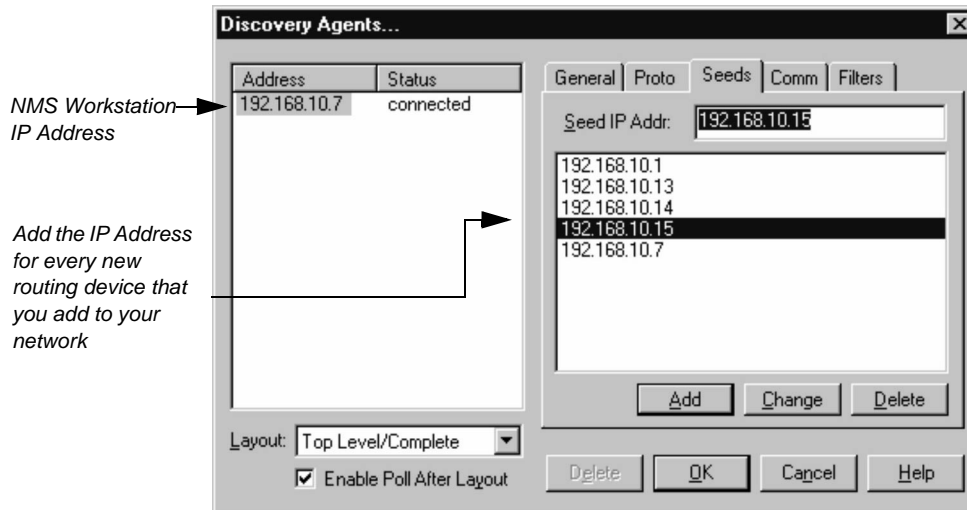 Discovery Agents...
Address Status
192.168.10.7 connected
NMS Workstation
IP Address
Add the IP Address
for every new
routing device that
you add to your
network
Layout: Top Level/Complete
Enable Poll After Layout
General Proto Seeds Comm Filters
Seed IP Addr: 192.168.10.15
192.168.10.1
192.168.10.13
192.168.10.14
192.168.10.15
192.168.10.7
Add Change Delete
Delete OK Cancel Help